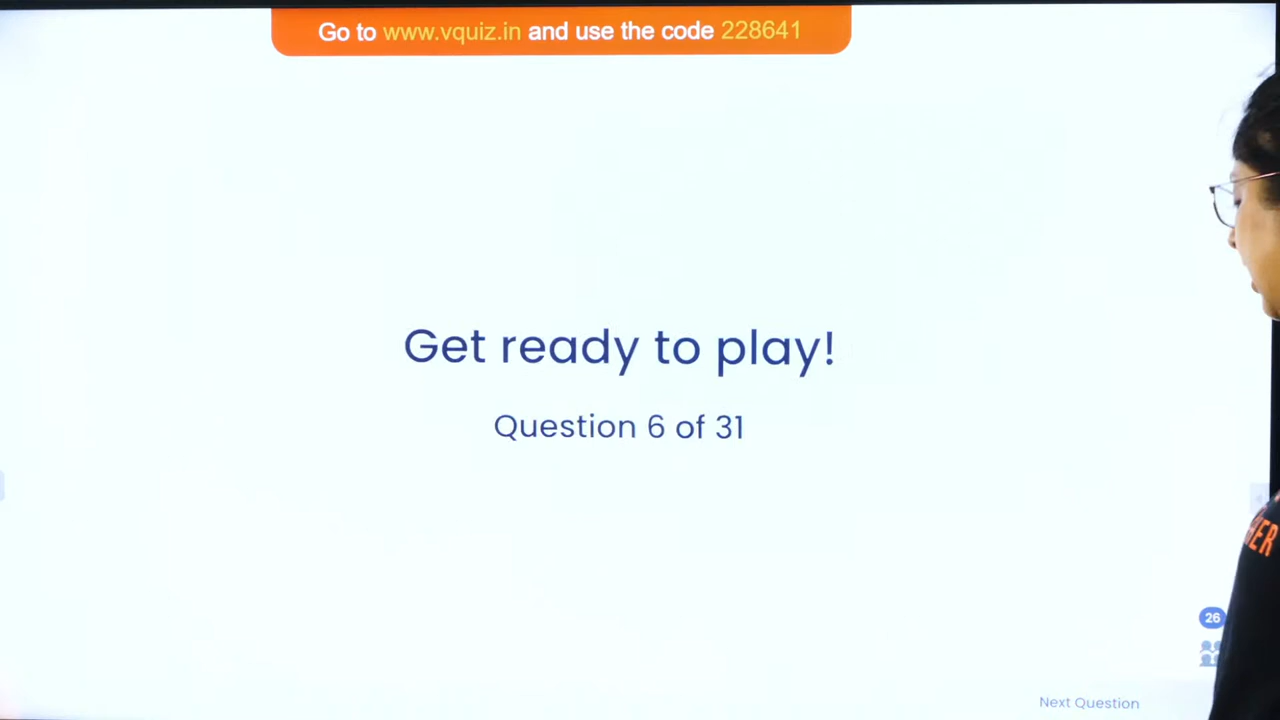 Go to www.vquiz.in and use the code 228641
Get ready to play!
Question 6 of 31
26
Next Question